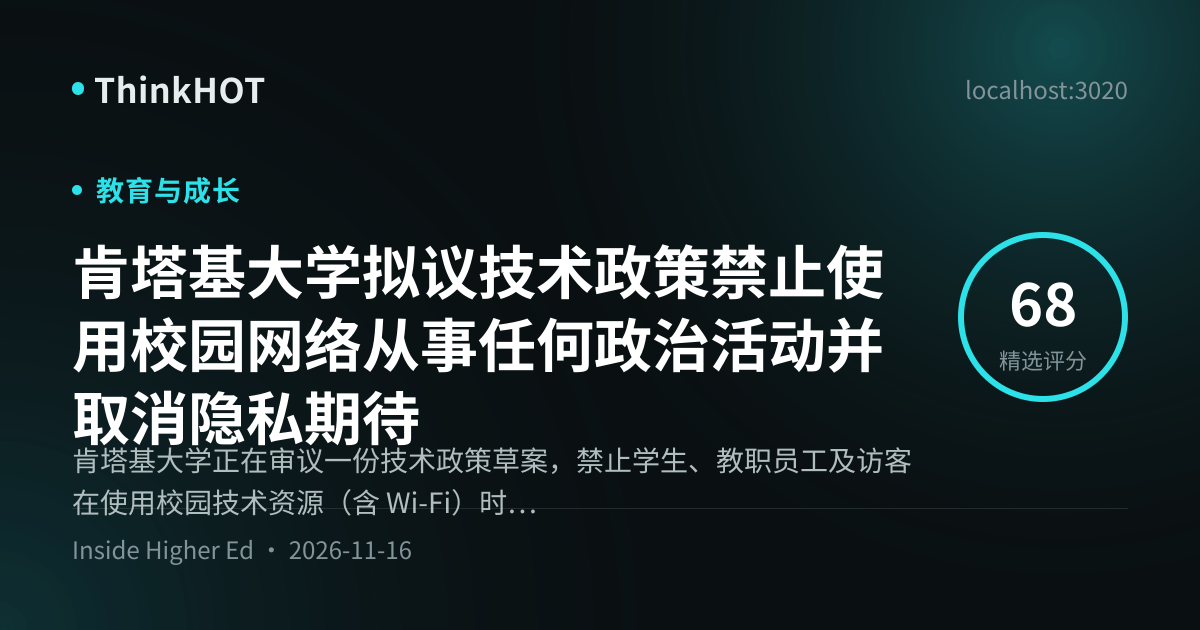 ThinkHOT
localhost:3020
教育与成长
肯塔基大学拟议技术政策禁止使
用校园网络从事任何政治活动并
取消隐私期待
68
精选评分
肯塔基大学正在审议一份技术政策草案，禁止学生、教职员工及访客
在使用校园技术资源（含 Wi-Fi）时…
Inside Higher Ed · 2026-11-16